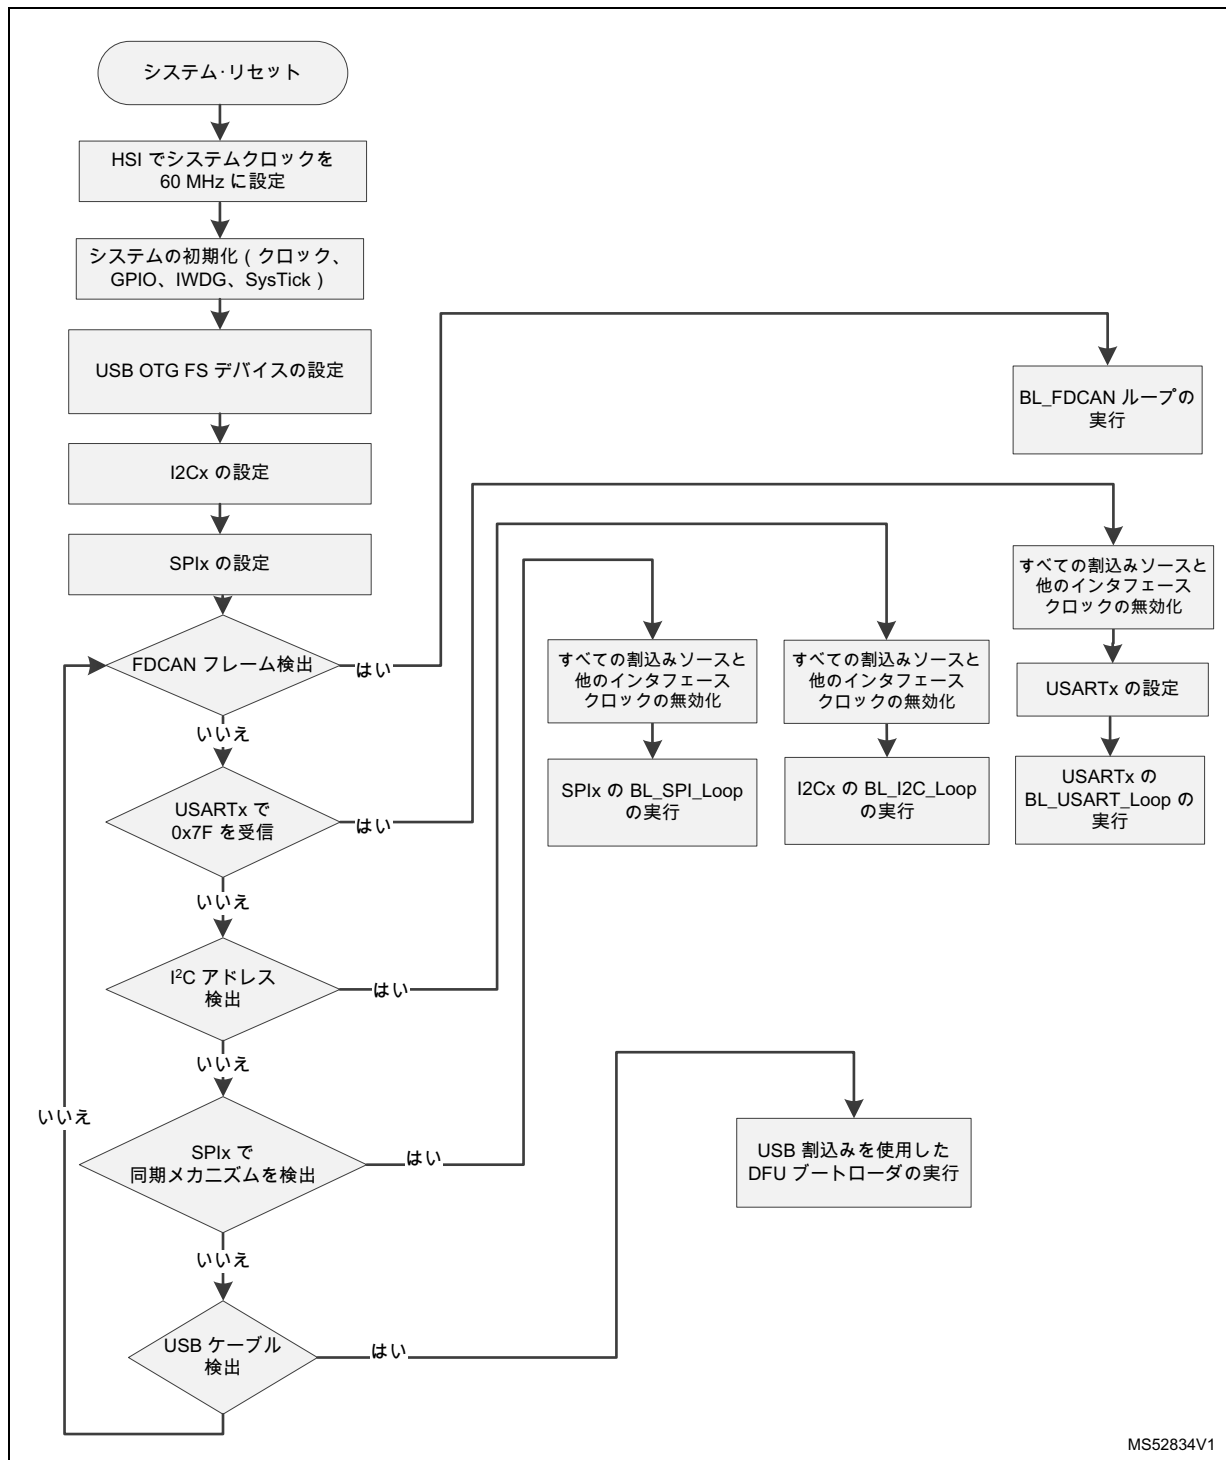 システム･リセット
HSI でシステムクロックを
60 MHz に設定
システムの初期化 ( クロック、
GPIO、IWDG、SysTick )
USB OTG FS デバイスの設定
I2Cx の設定
SPIx の設定
FDCAN フレーム検出
はい
いいえ
USARTx で
0x7F を受信
はい
いいえ
I²C アドレス
検出
はい
いいえ
SPIx で
同期メカニズムを検出
はい
いいえ
USB ケーブル
検出
はい
いいえ
BL_FDCAN ループの
実行
すべての割込みソースと
他のインタフェース
クロックの無効化
USARTx の設定
USARTx の
BL_USART_Loop の
実行
すべての割込みソースと
他のインタフェース
クロックの無効化
I2Cx の BL_I2C_Loop
の実行
すべての割込みソースと
他のインタフェース
クロックの無効化
SPIx の BL_SPI_Loop
の実行
USB 割込みを使用した
DFU ブートローダの実行
MS52834V1